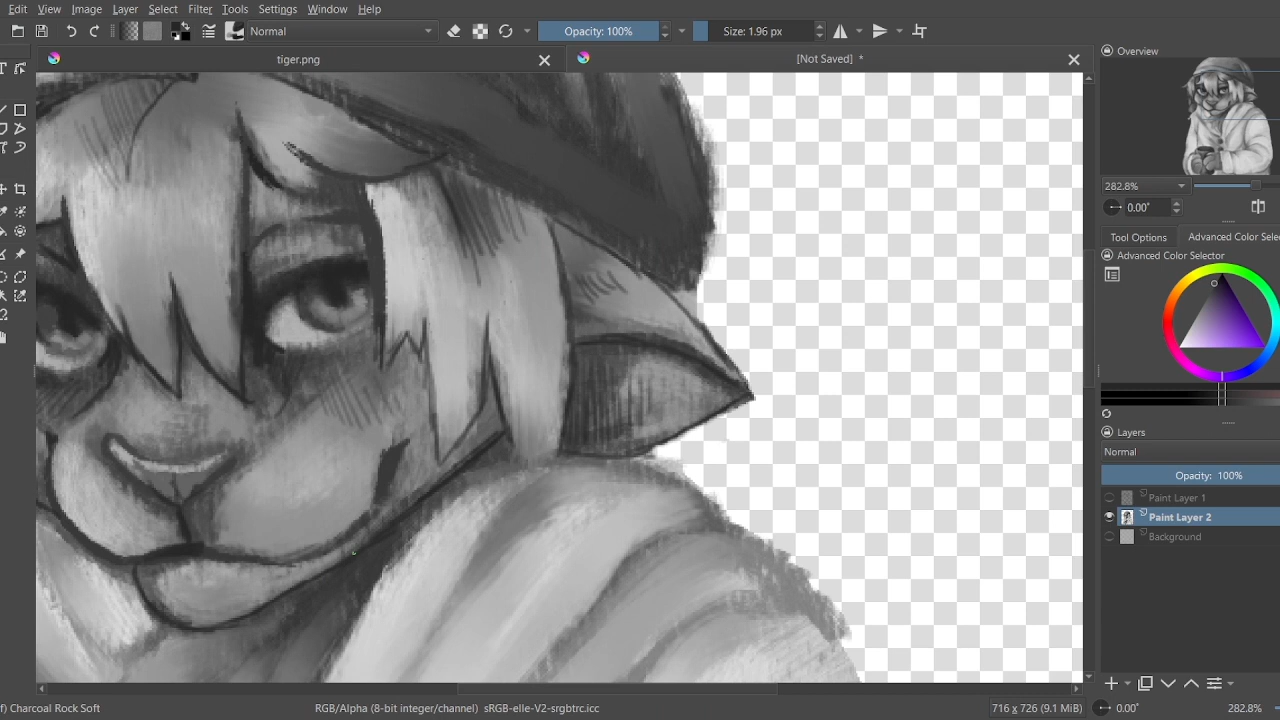 Edit View Image Layer Select Filter Tools Settings Window Help
Normal Opacity: 100% Size: 1.96 px
tiger.png [Not Saved] *
Overview
282.8%
0.00°
Tool Options Advanced Color Sele
Advanced Color Selector
Layers
Normal
Opacity: 100%
Paint Layer 1
Paint Layer 2
Background
f) Charcoal Rock Soft RGB/Alpha (8-bit integer/channel) sRGB-elle-V2-srgbtrc.icc 716 x 726 (9.1 MiB) 0.00° 282.8%